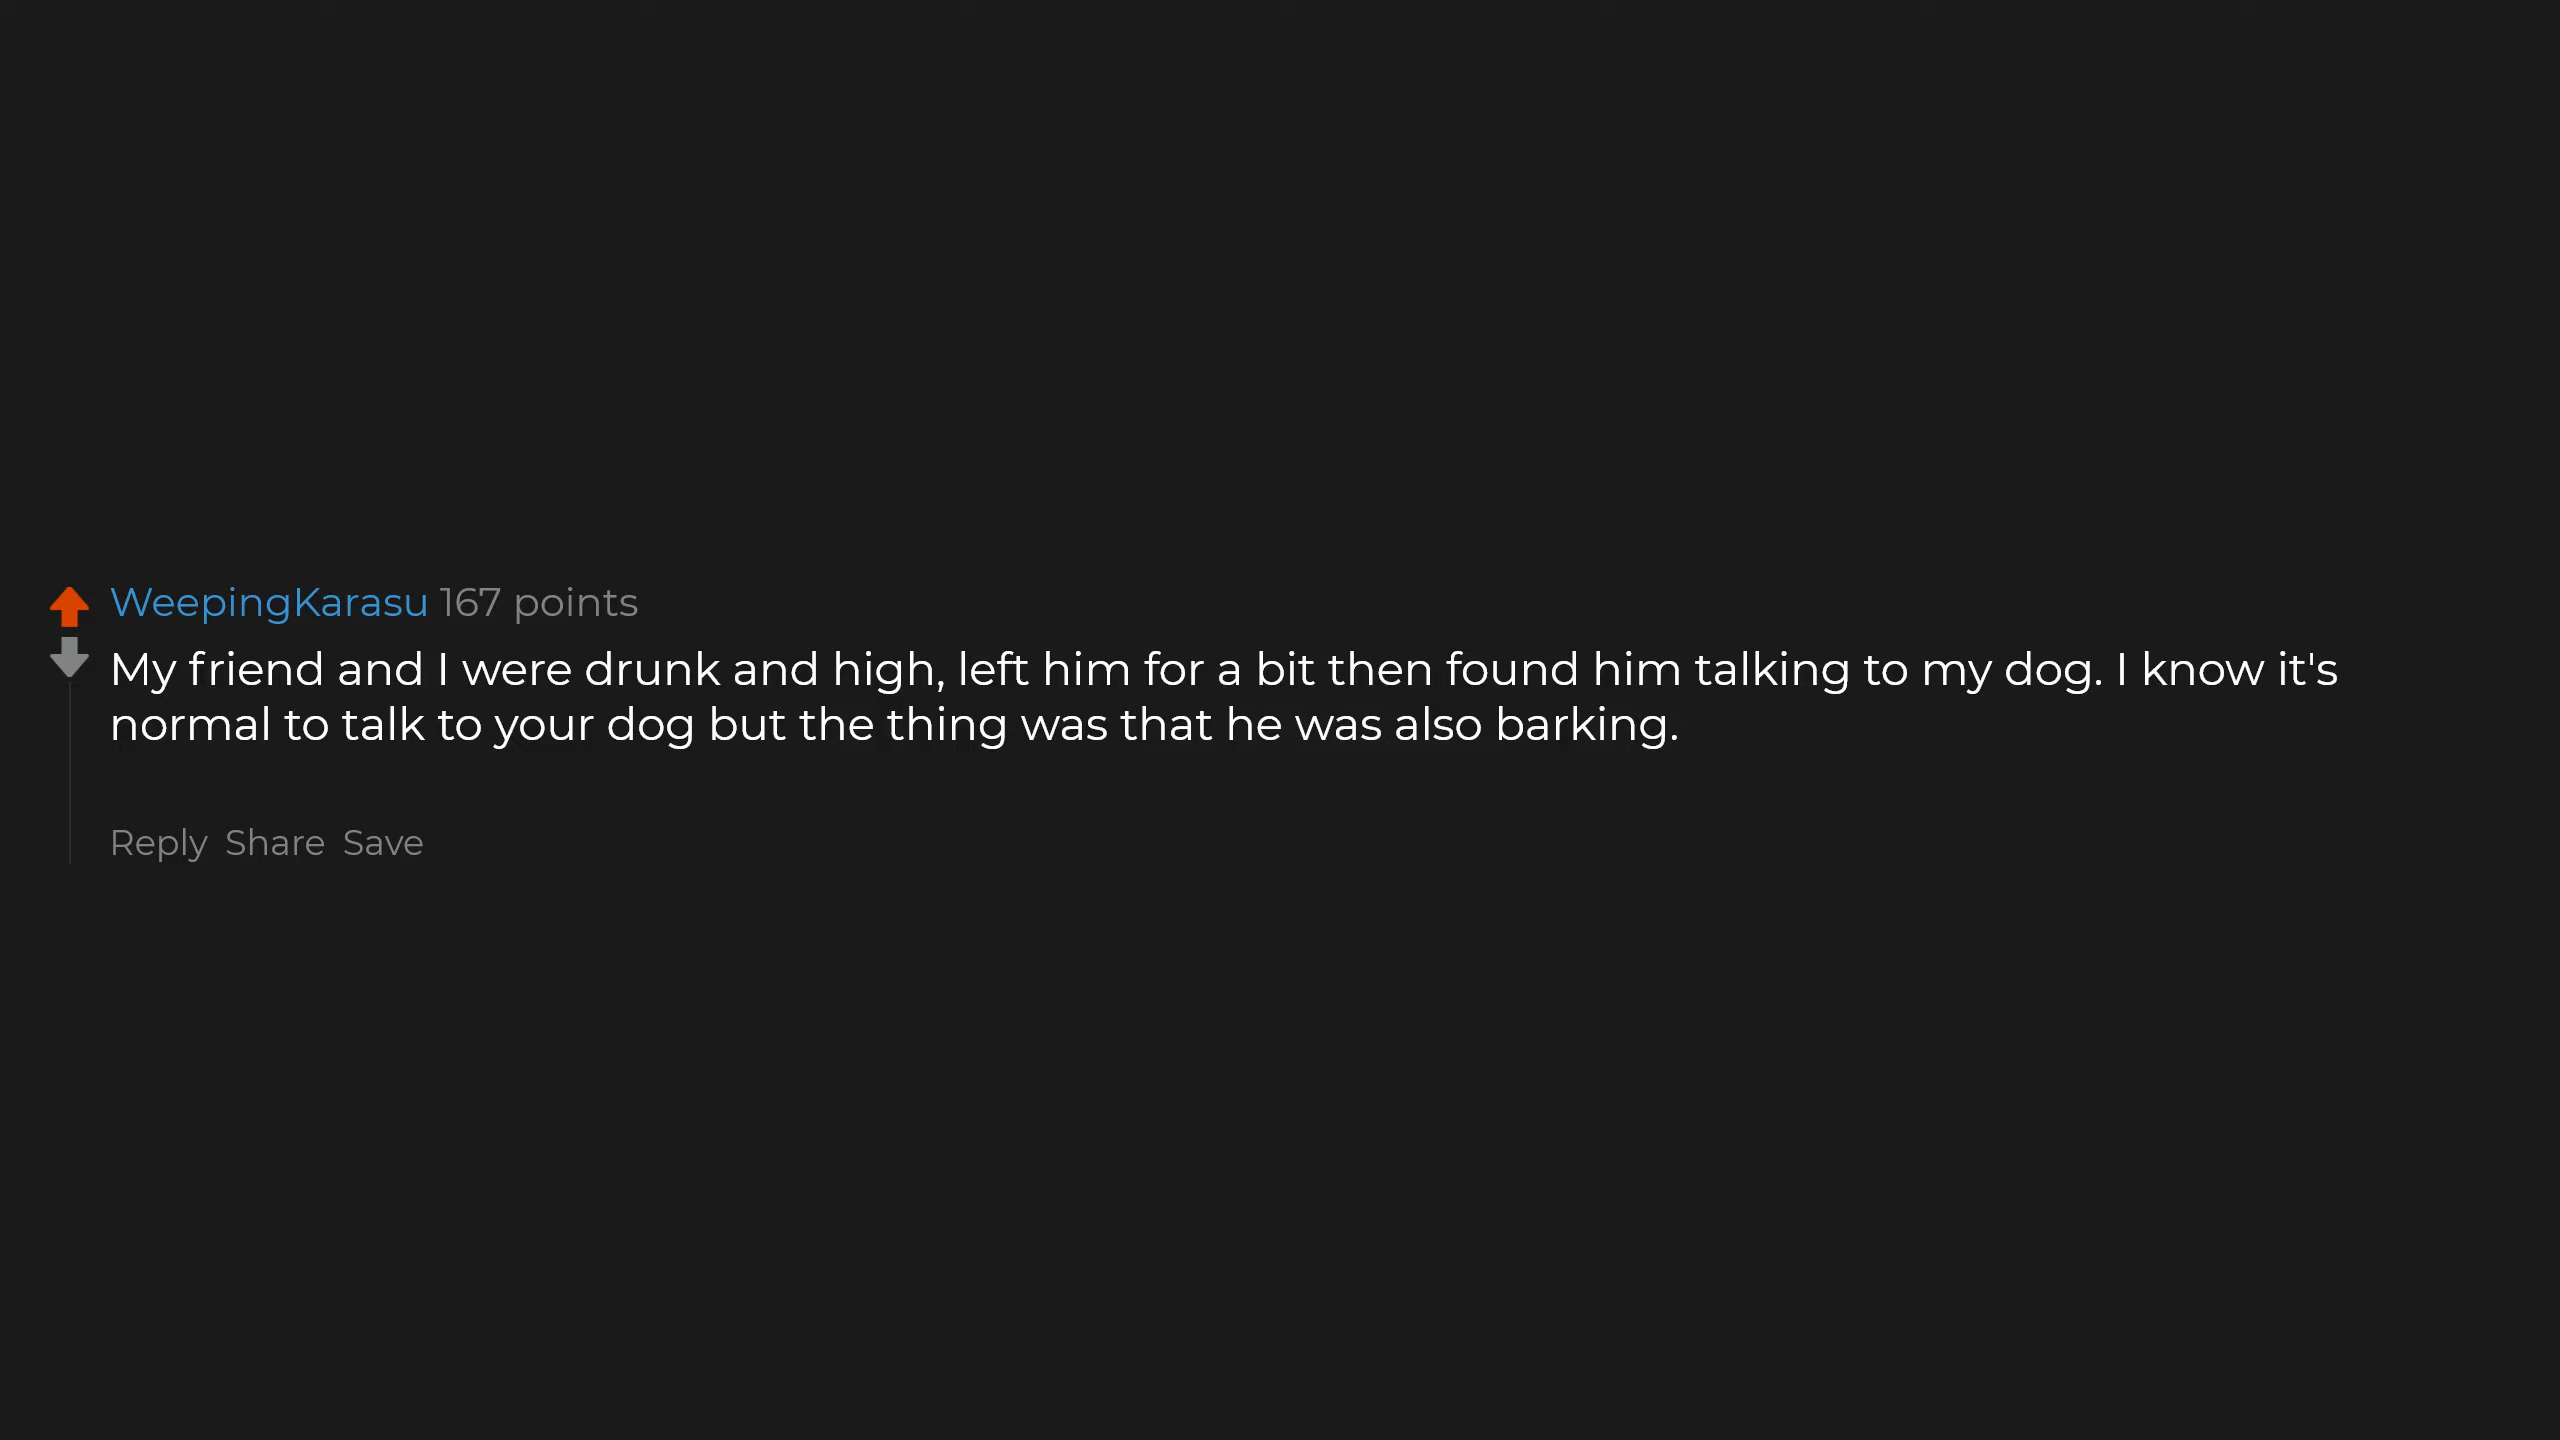 WeepingKarasu 167 points
My friend and I were drunk and high, left him for a bit then found him talking to my dog. I know it's
normal to talk to your dog but the thing was that he was also barking.
Reply Share Save